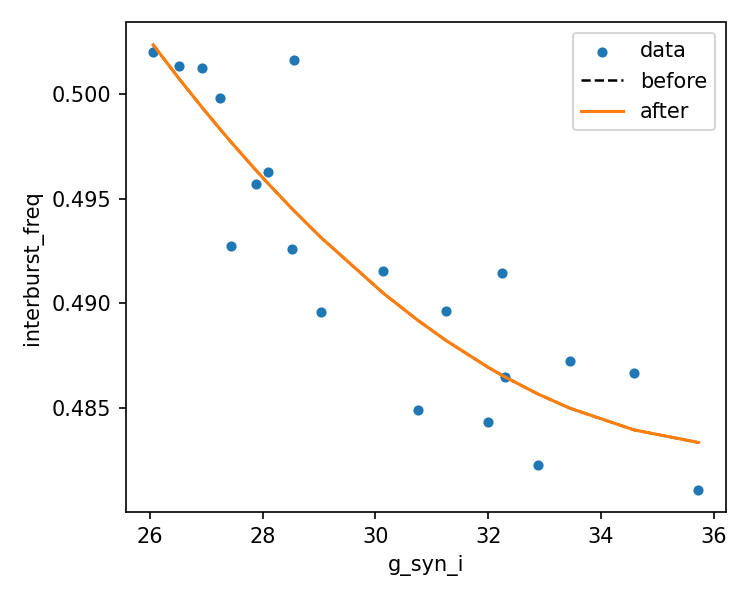 data
before
after
0.500
0.495
0.490
0.485
interburst_freq
26 28 30 32 34 36
g_syn_i